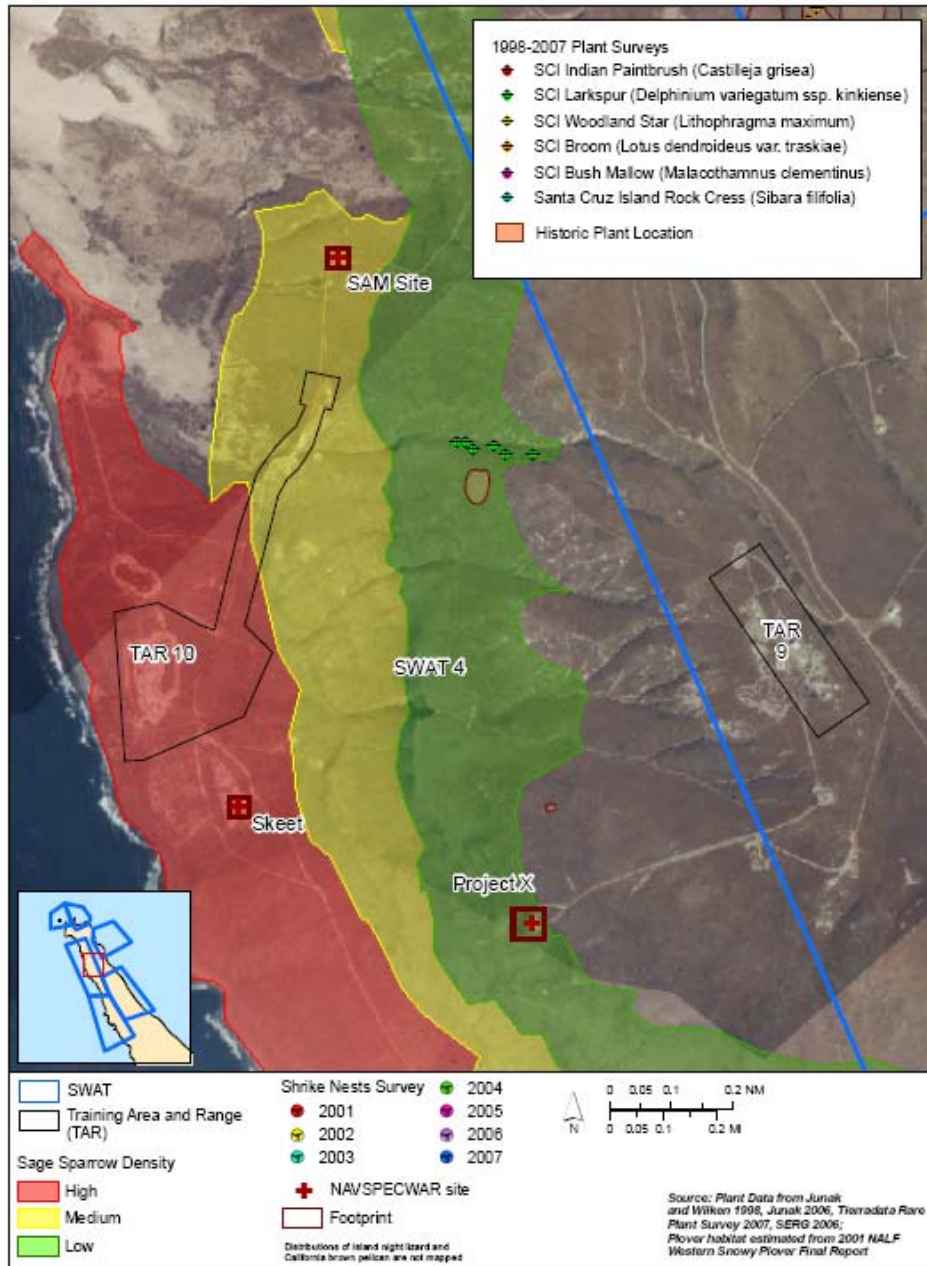 1998-2007 Plant Surveys
SCI Indian Paintbrush (Castilleja grisea)
SCI Larkspur (Delphinium variegatum ssp. kinkiense)
SCI Woodland Star (Lithophragma maximum)
SCI Broom (Lotus dendroideus var. traskiae)
SCI Bush Mallow (Malacothamnus clementinus)
Santa Cruz Island Rock Cress (Sibara filifolia)
Historic Plant Location
SAM Site
TAR 10
SWAT 4
TAR
9
Skeet
Project X
SWAT
Training Area and Range
(TAR)
Sage Sparrow Density
High
Medium
Low
Shrike Nests Survey
2001
2002
2003
2004
2005
2006
2007
NAVSPECWAR site
Footprint
Distributions of island night lizard and
California brown pelican are not mapped
N
0 0.05 0.1 0.2 NM
0 0.05 0.1 0.2 MI
Source: Plant Data from Junak
and Wilken 1998, Junak 2006, Tierradata Rare
Plant Survey 2007, SERG 2006;
Plover habitat estimated from 2001 NALF
Western Snowy Plover Final Report